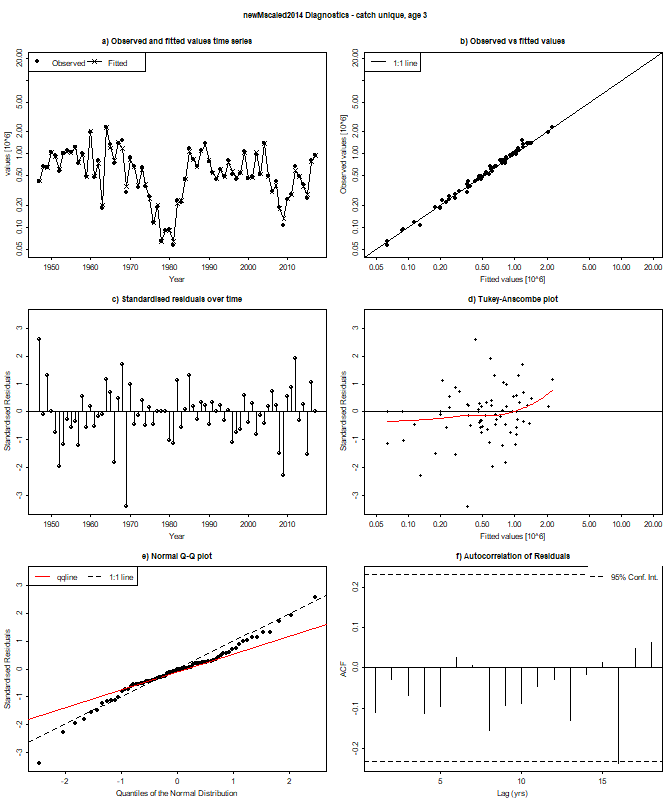 newMscaled2014 Diagnostics - catch unique, age 3
a) Observed and fitted values time series
values [10^6]
20.00
5.00
2.00
1.00
0.50
0.20
0.10
0.05
Observed
Fitted
1950 1960 1970 1980 1990 2000 2010
Year
b) Observed vs fitted values
Observed values [10^6]
20.00
5.00
2.00
1.00
0.50
0.20
0.10
0.05
1:1 line
0.05 0.10 0.20 0.50 1.00 2.00 5.00 10.00 20.00
Fitted values [10^6]
c) Standardised residuals over time
Standardised Residuals
3
2
1
0
-1
-2
-3
1950 1960 1970 1980 1990 2000 2010
Year
d) Tukey-Anscombe plot
Standardised Residuals
3
2
1
0
-1
-2
-3
0.05 0.10 0.20 0.50 1.00 2.00 5.00 10.00 20.00
Fitted values [10^6]
e) Normal Q-Q plot
Standardised Residuals
3
2
1
0
-1
-2
-3
qqline
1:1 line
-2 -1 0 1 2
Quantiles of the Normal Distribution
f) Autocorrelation of Residuals
ACF
0.2
0.1
0.0
-0.1
-0.2
95% Conf. Int.
5 10 15
Lag (yrs)